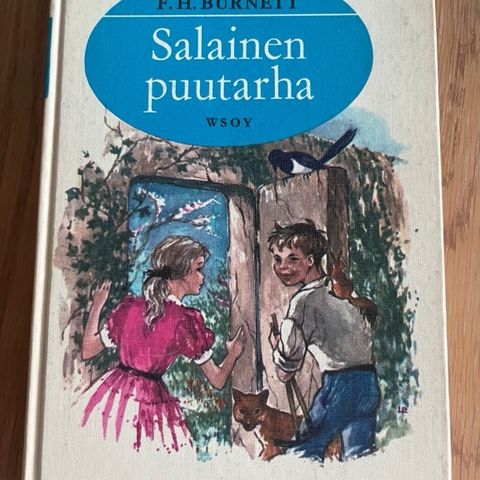 F. H. BURNETT
Salainen
puutarha
WSOY